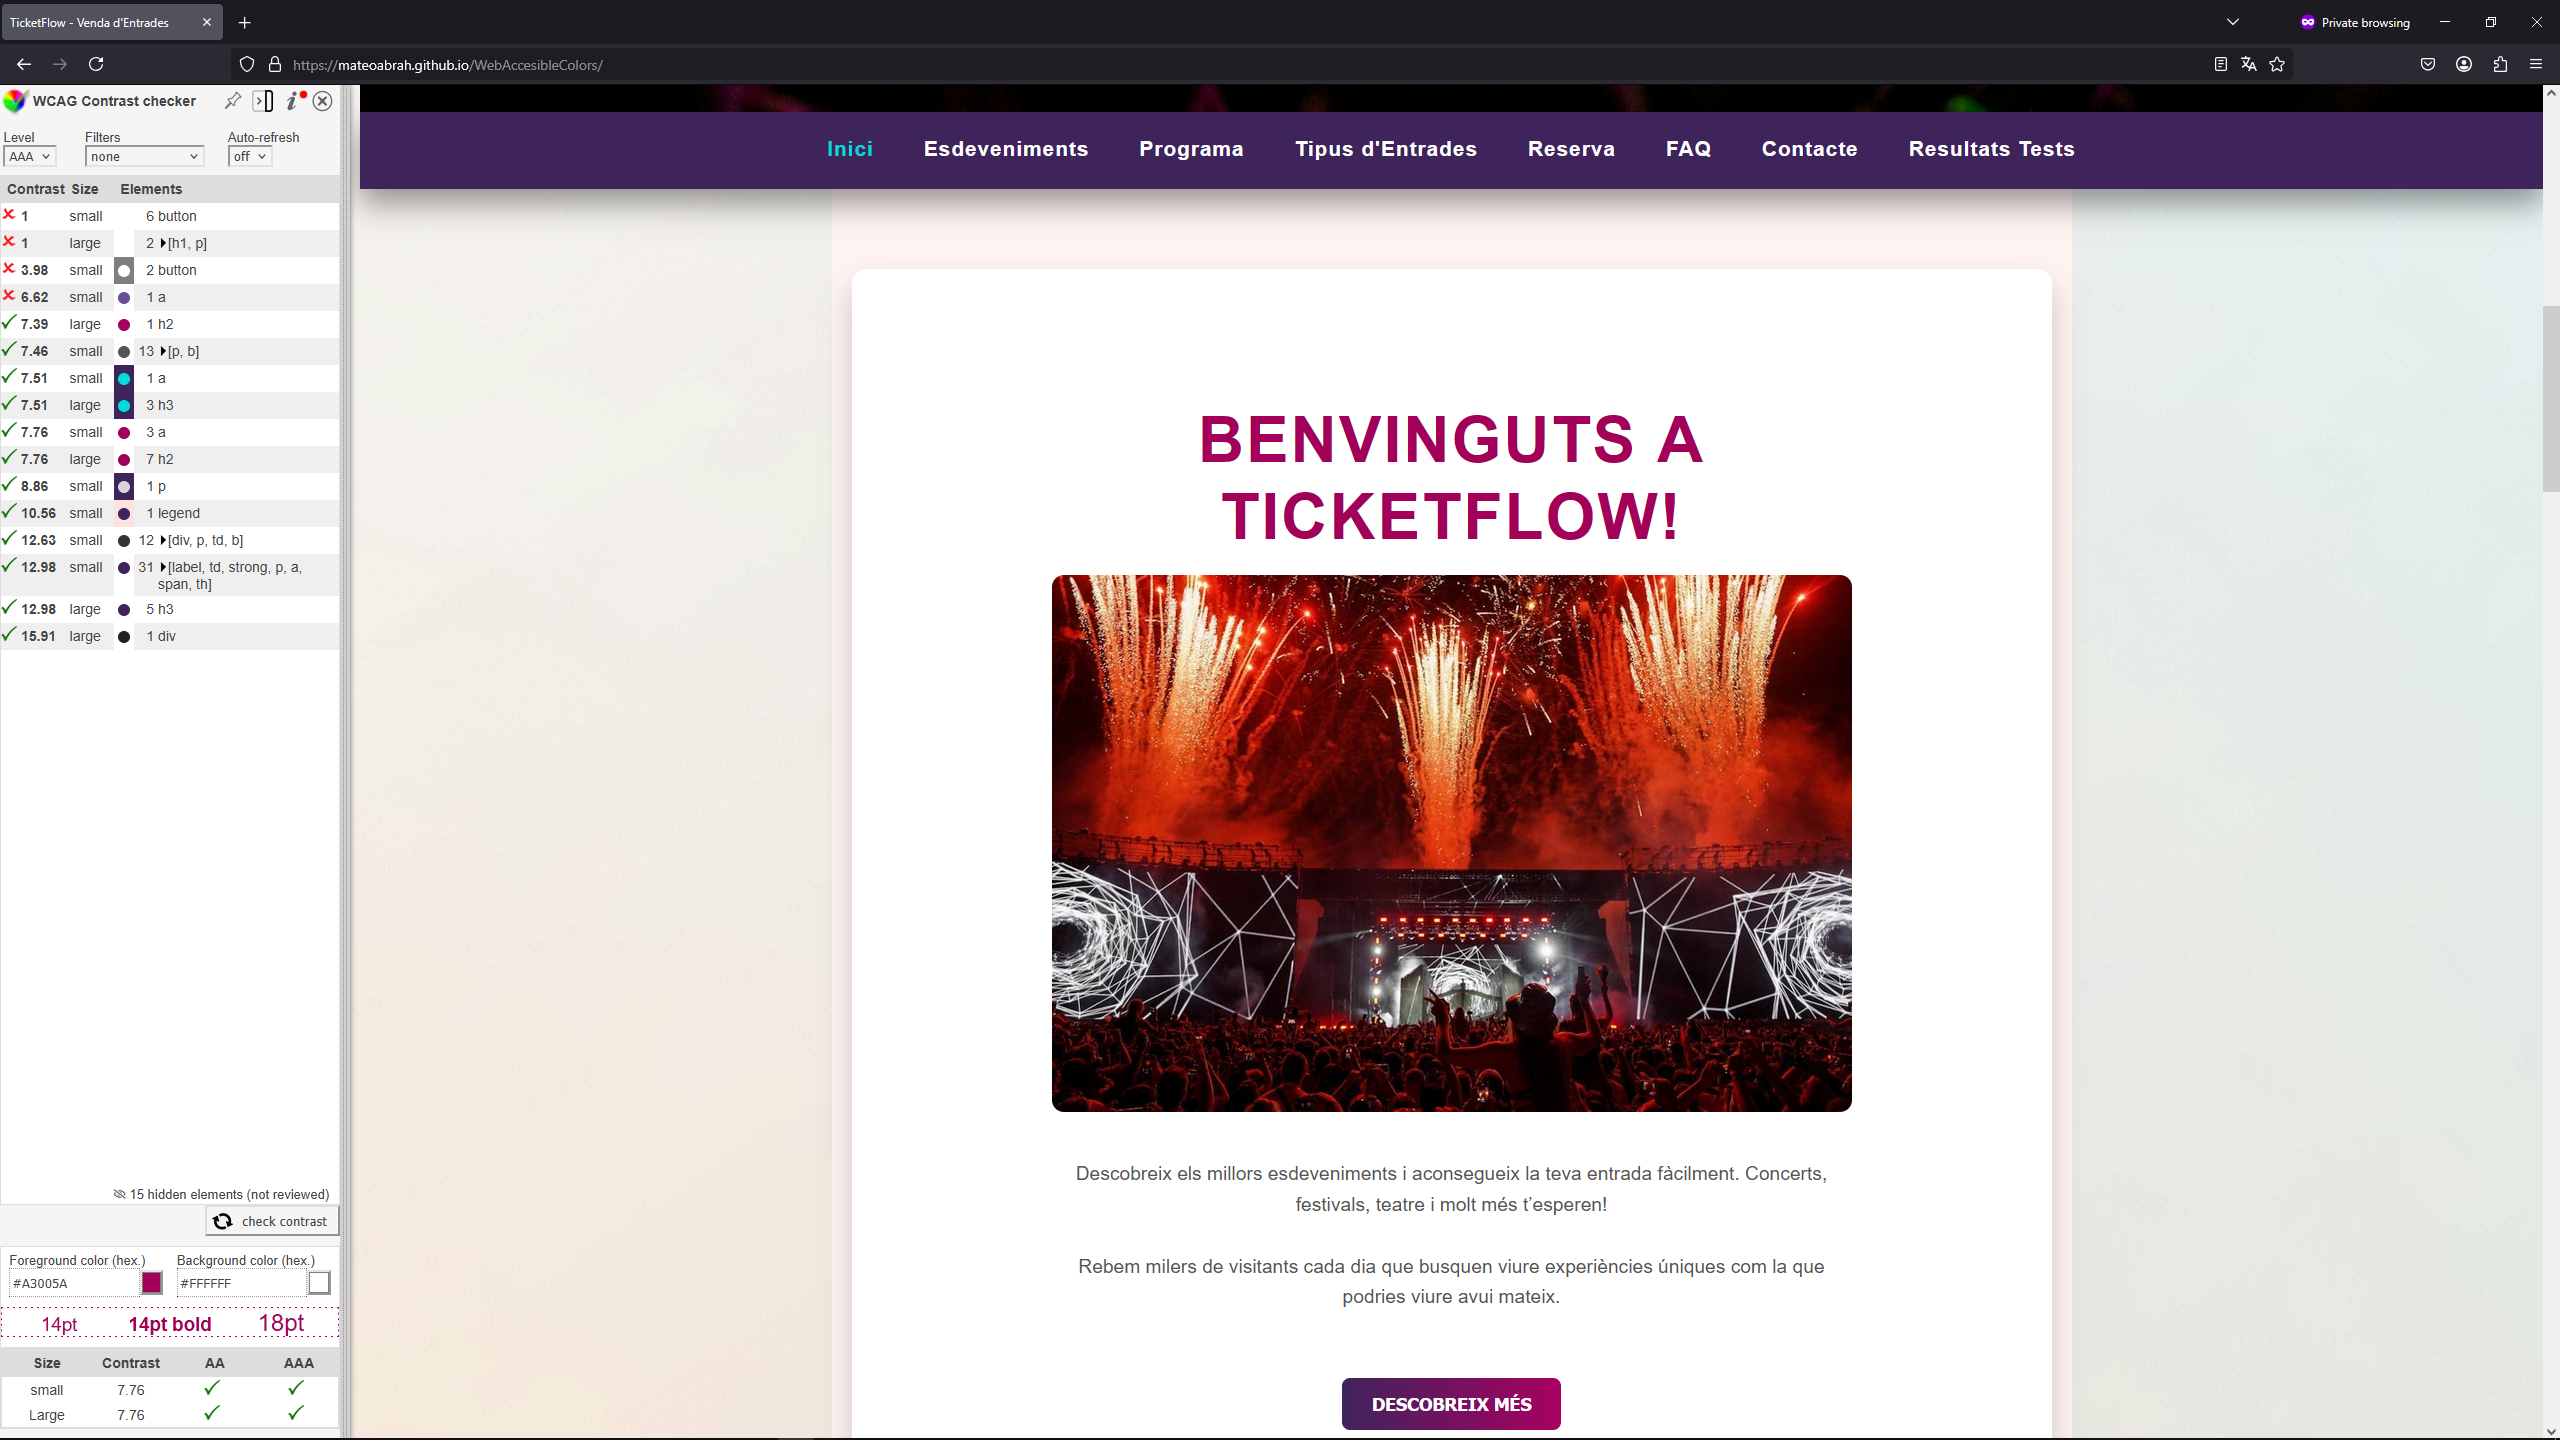 TicketFlow - Venda d'Entrades
Private browsing
https://mateoabrah.github.io/WebAccesibleColors/
WCAG Contrast checker
Level Filters Auto-refresh
AAA none off
Contrast Size Elements
1 small 6 button
1 large 2 [h1, p]
3.98 small 2 button
6.62 small 1 a
7.39 large 1 h2
7.46 small 13 [p, b]
7.51 small 1 a
7.51 large 3 h3
7.76 small 3 a
7.76 large 7 h2
8.86 small 1 p
10.56 small 1 legend
12.63 small 12 [div, p, td, b]
12.98 small 31 [label, td, strong, p, a,
span, th]
12.98 large 5 h3
15.91 large 1 div
15 hidden elements (not reviewed)
check contrast
Foreground color (hex.) Background color (hex.)
#A3005A #FFFFFF
14pt 14pt bold 18pt
Size Contrast AA AAA
small 7.76
Large 7.76
Inici Esdeveniments Programa Tipus d'Entrades Reserva FAQ Contacte Resultats Tests
BENVINGUTS A
TICKETFLOW!
Descobreix els millors esdeveniments i aconsegueix la teva entrada fàcilment. Concerts,
festivals, teatre i molt més t’esperen!
Rebem milers de visitants cada dia que busquen viure experiències úniques com la que
podries viure avui mateix.
DESCOBREIX MÉS